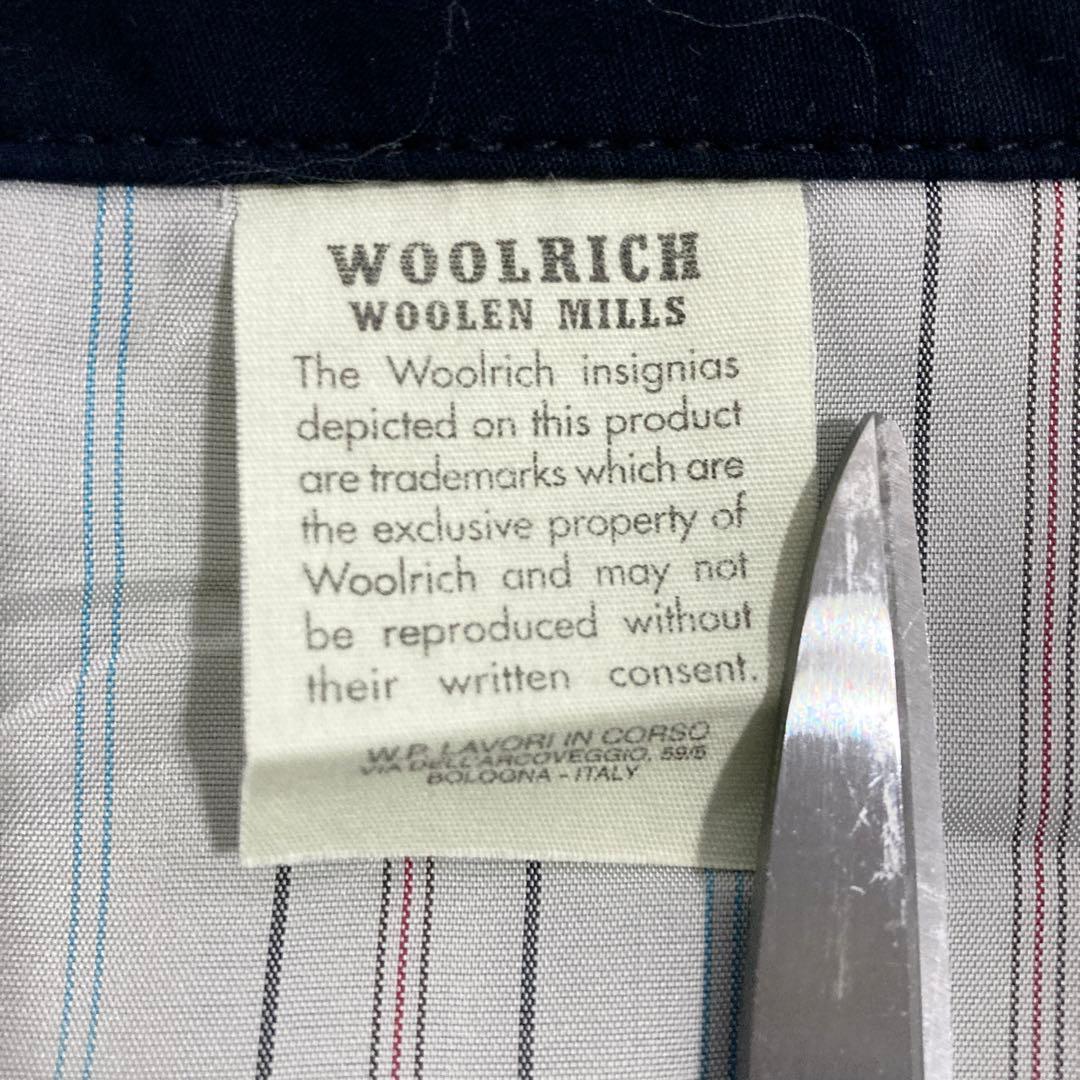 WOOLRICH
WOOLEN MILLS
The Woolrich insignias
depicted on this product
are trademarks which are
the exclusive property of
Woolrich and may not
be reproduced without
their written consent.
W.P. LAVORI IN CORSO
VIA DELL'ARCOVEGGIO, 59/5
BOLOGNA - ITALY